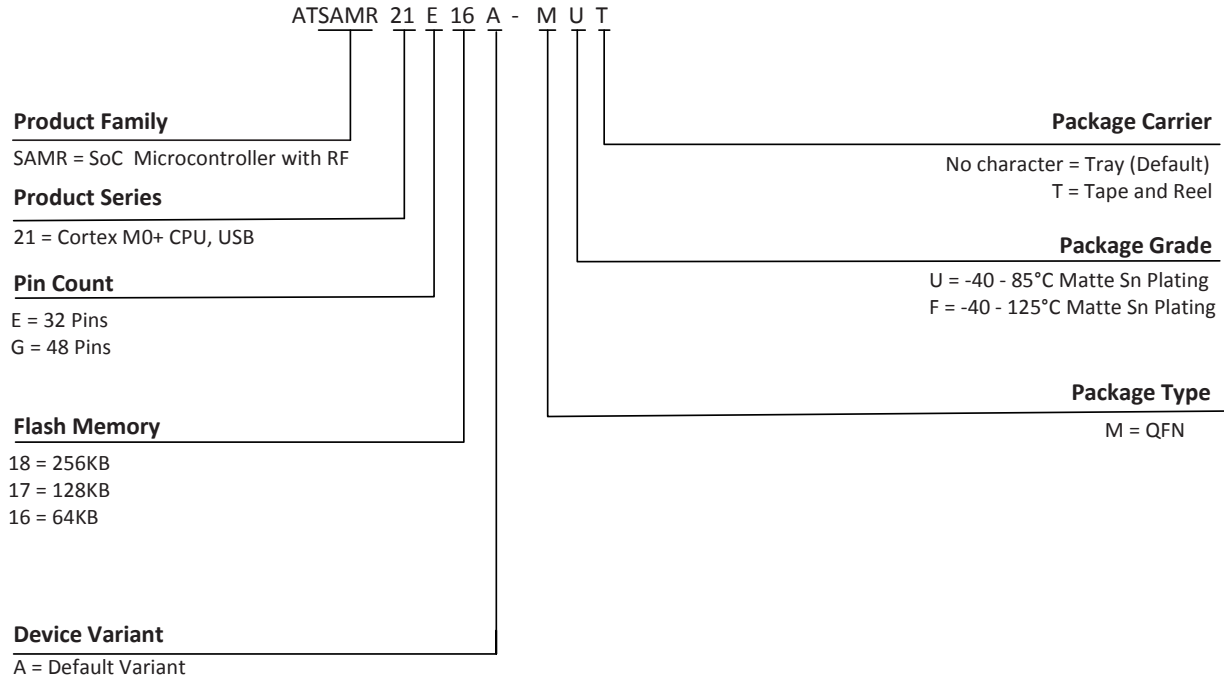 ATSAMR 21 E 16 A - M U T
Product Family
SAMR = SoC Microcontroller with RF
Product Series
21 = Cortex M0+ CPU, USB
Pin Count
E = 32 Pins
G = 48 Pins
Flash Memory
18 = 256KB
17 = 128KB
16 = 64KB
Device Variant
A = Default Variant
Package Carrier
No character = Tray (Default)
T = Tape and Reel
Package Grade
U = -40 - 85°C Matte Sn Plating
F = -40 - 125°C Matte Sn Plating
Package Type
M = QFN